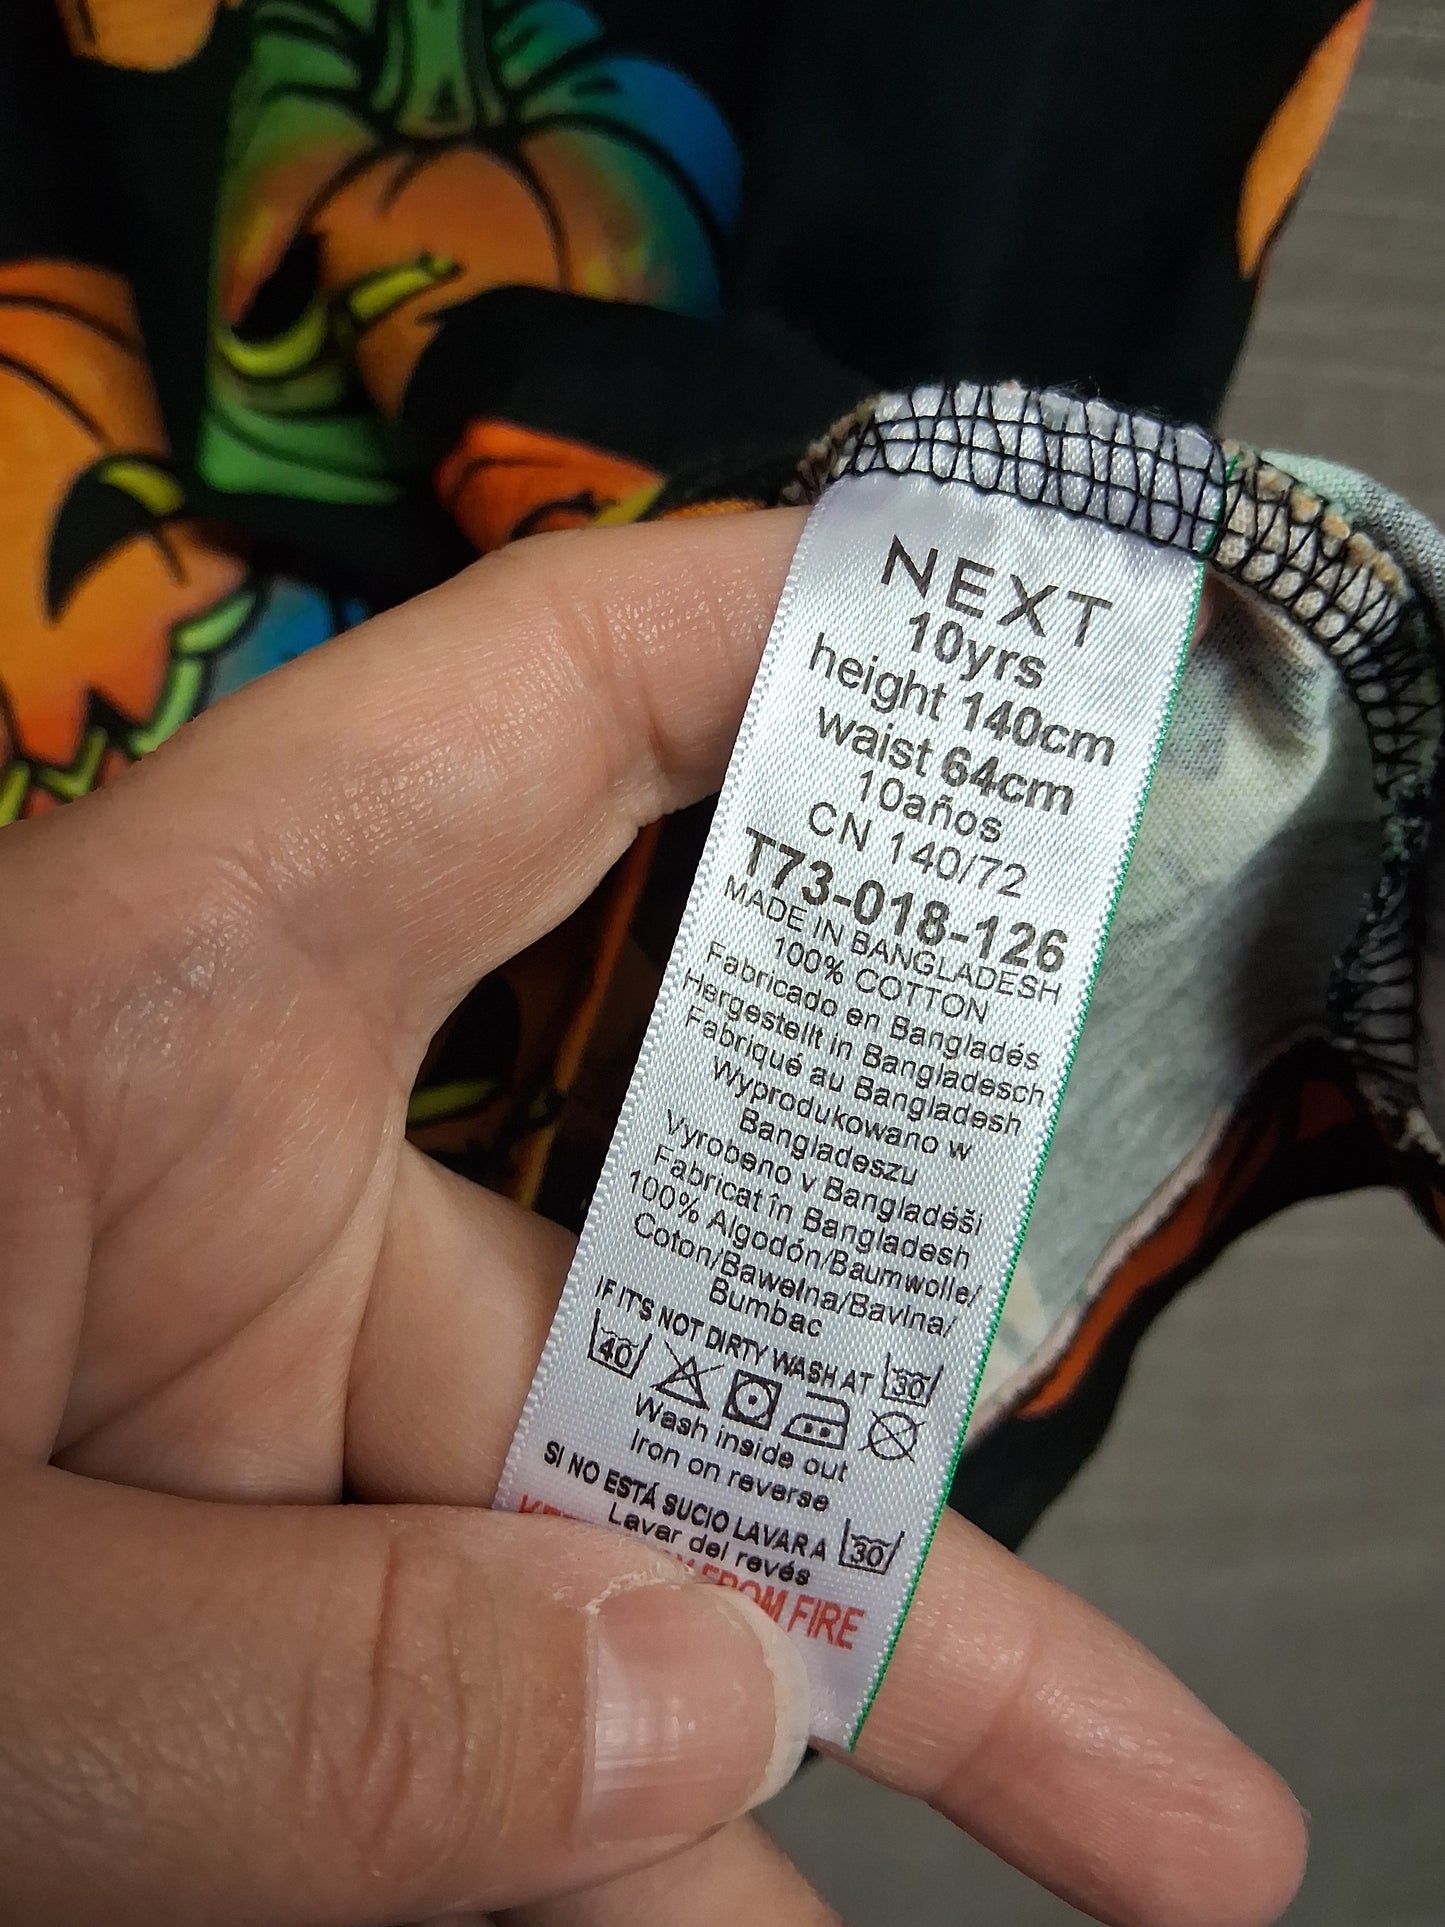 NEXT
10yrs
height 140cm
waist 64cm
10años
CN 140/72
T73-018-126
MADE IN BANGLADESH
100% COTTON
Fabricado en Bangladés
Hergestellt in Bangladesch
Fabriqué au Bangladesh
Wyprodukowano w
Bangladeszu
Vyrobeno v Bangladéši
Fabricat în Bangladesh
100% Algodón/Baumwolle/
Coton/Bawełna/Bavlna/
Bumbac
IF IT'S NOT DIRTY WASH AT 30
40
Wash inside out
Iron on reverse
SI NO ESTÁ SUCIO LAVAR A 30
Lavar del revés
FROM FIRE